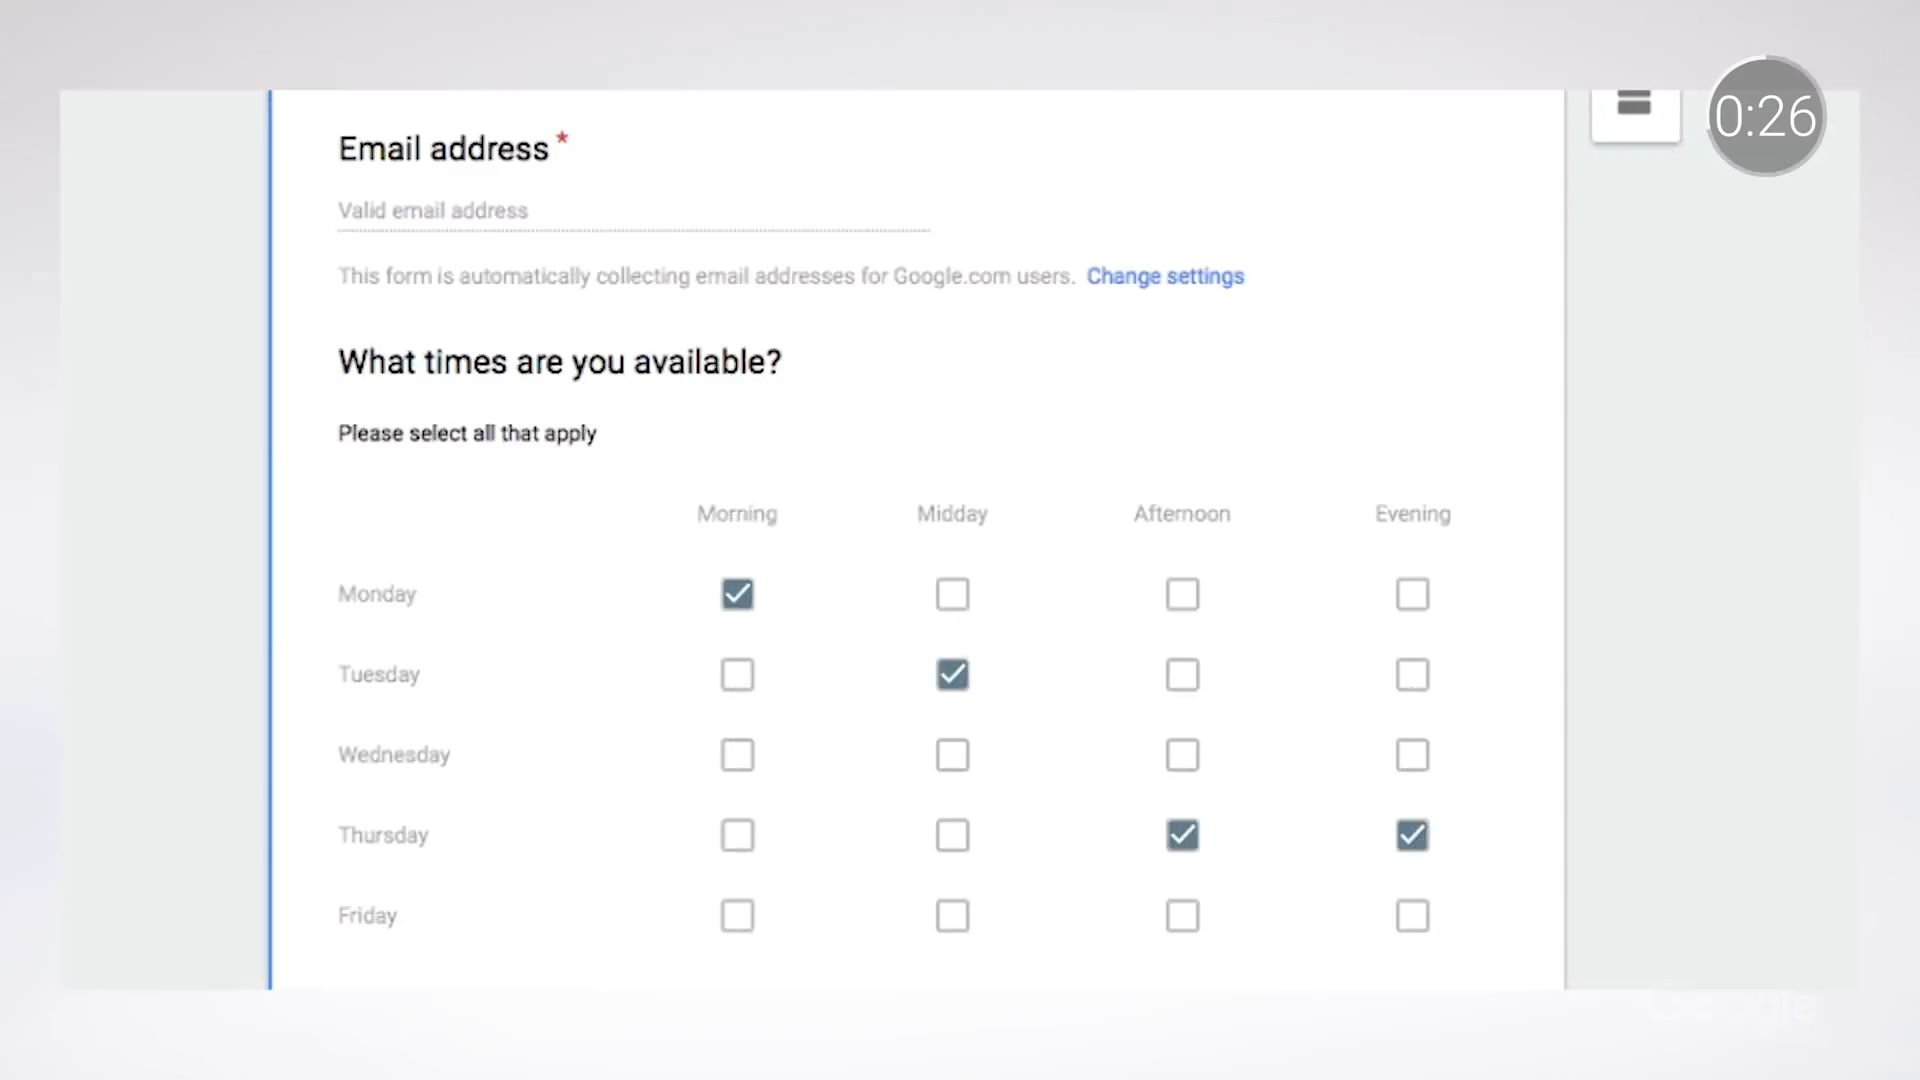 0:26
Email address *
Valid email address
This form is automatically collecting email addresses for Google.com users. Change settings
What times are you available?
Please select all that apply
Morning Midday Afternoon Evening
Monday
Tuesday
Wednesday
Thursday
Friday
Google